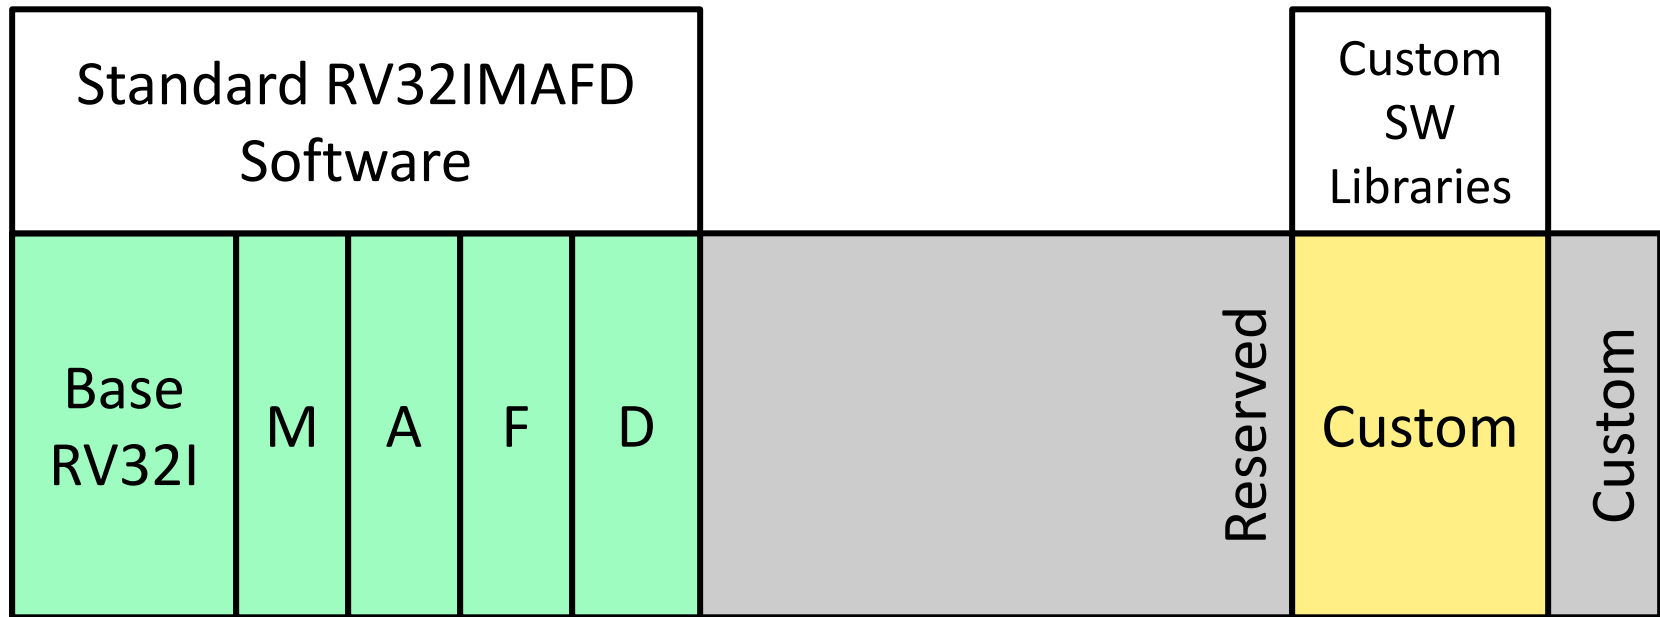 Standard RV32IMAFD
Software
Custom
SW
Libraries
Base
RV32I
M
A
F
D
Reserved
Custom
Custom